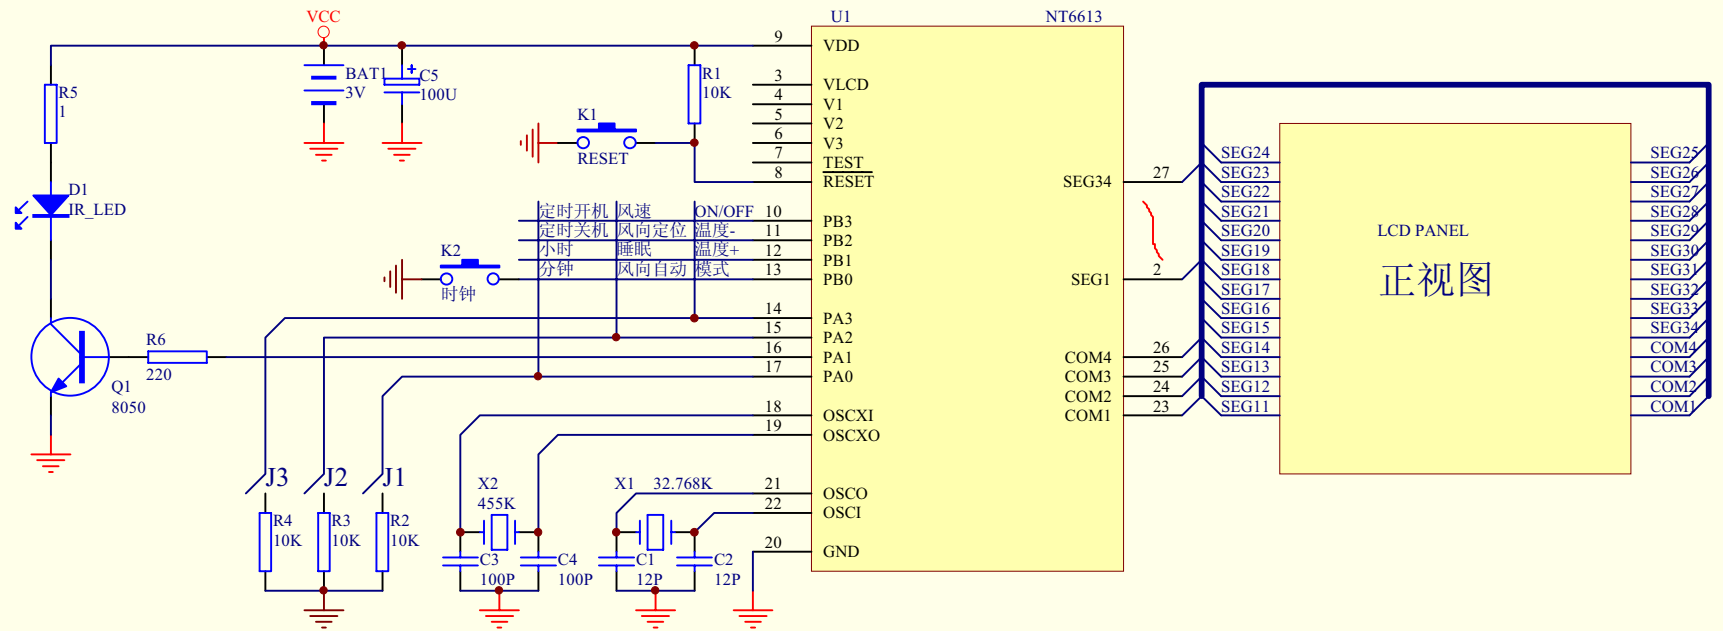 VCC
U1
NT6613
9
VDD
R5
1
BAT1
3V
C5
100U
R1
10K
3
VLCD
4
V1
5
V2
6
V3
7
TEST
8
RESET
K1
RESET
D1
IR_LED
SEG34
27
SEG1
2
定时开机 风速 ON/OFF
10
PB3
定时关机 风向定位 温度-
11
PB2
小时 睡眠 温度+
12
PB1
分钟 风向自动 模式
13
PB0
K2
时钟
14
PA3
15
PA2
16
PA1
17
PA0
R6
220
Q1
8050
COM4
26
COM3
25
COM2
24
COM1
23
18
OSCXI
19
OSCXO
21
OSCO
22
OSCI
20
GND
J3
J2
J1
R4
10K
R3
10K
R2
10K
X2
455K
C3
100P
C4
100P
X1 32.768K
C1
12P
C2
12P
SEG24
SEG23
SEG22
SEG21
SEG20
SEG19
SEG18
SEG17
SEG16
SEG15
SEG14
SEG13
SEG12
SEG11
LCD PANEL
正视图
SEG25
SEG26
SEG27
SEG28
SEG29
SEG30
SEG31
SEG32
SEG33
SEG34
COM4
COM3
COM2
COM1